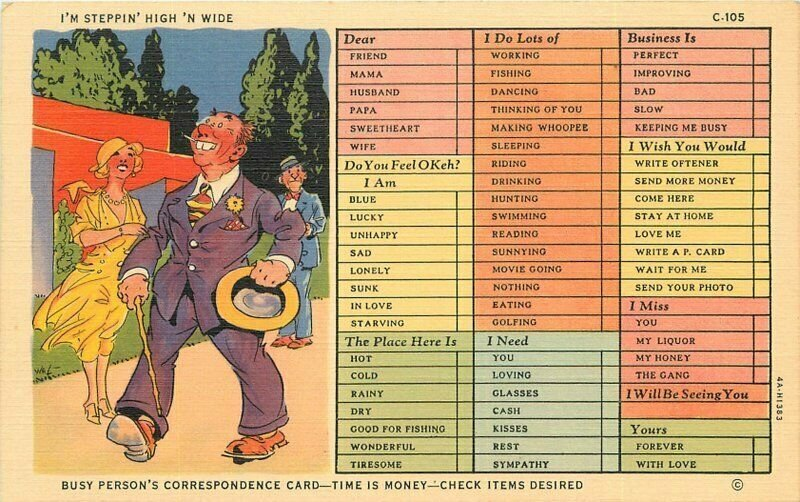 I'M STEPPIN' HIGH 'N WIDE
C-105
Dear
FRIEND
MAMA
HUSBAND
PAPA
SWEETHEART
WIFE
Do You Feel OKeh?
I Am
BLUE
LUCKY
UNHAPPY
SAD
LONELY
SUNK
IN LOVE
STARVING
The Place Here Is
HOT
COLD
RAINY
DRY
GOOD FOR FISHING
WONDERFUL
TIRESOME
I Do Lots of
WORKING
FISHING
DANCING
THINKING OF YOU
MAKING WHOOPEE
SLEEPING
RIDING
DRINKING
HUNTING
SWIMMING
READING
SUNNYING
MOVIE GOING
NOTHING
EATING
GOLFING
I Need
YOU
LOVING
GLASSES
CASH
KISSES
REST
SYMPATHY
Business Is
PERFECT
IMPROVING
BAD
SLOW
KEEPING ME BUSY
I Wish You Would
WRITE OFTENER
SEND MORE MONEY
COME HERE
STAY AT HOME
LOVE ME
WRITE A P. CARD
WAIT FOR ME
SEND YOUR PHOTO
I Miss
YOU
MY LIQUOR
MY HONEY
THE GANG
I Will Be Seeing You
Yours
FOREVER
WITH LOVE
4A-H1383
BUSY PERSON'S CORRESPONDENCE CARD—TIME IS MONEY—CHECK ITEMS DESIRED
©